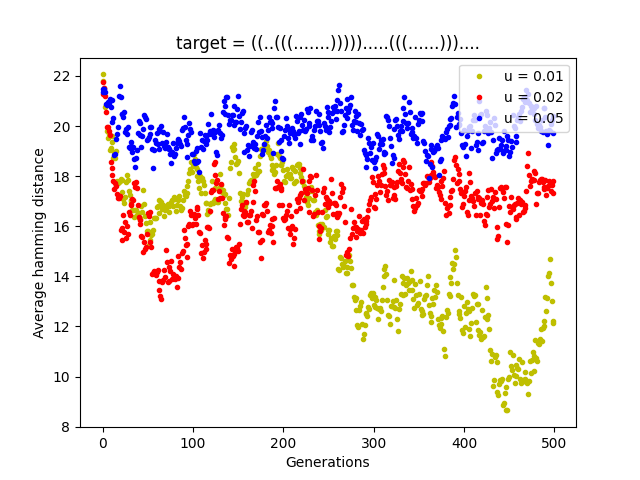 target = ((..(((.......))))).....(((......)))....
u = 0.01
u = 0.02
u = 0.05
Average hamming distance
22
20
18
16
14
12
10
8
0 100 200 300 400 500
Generations